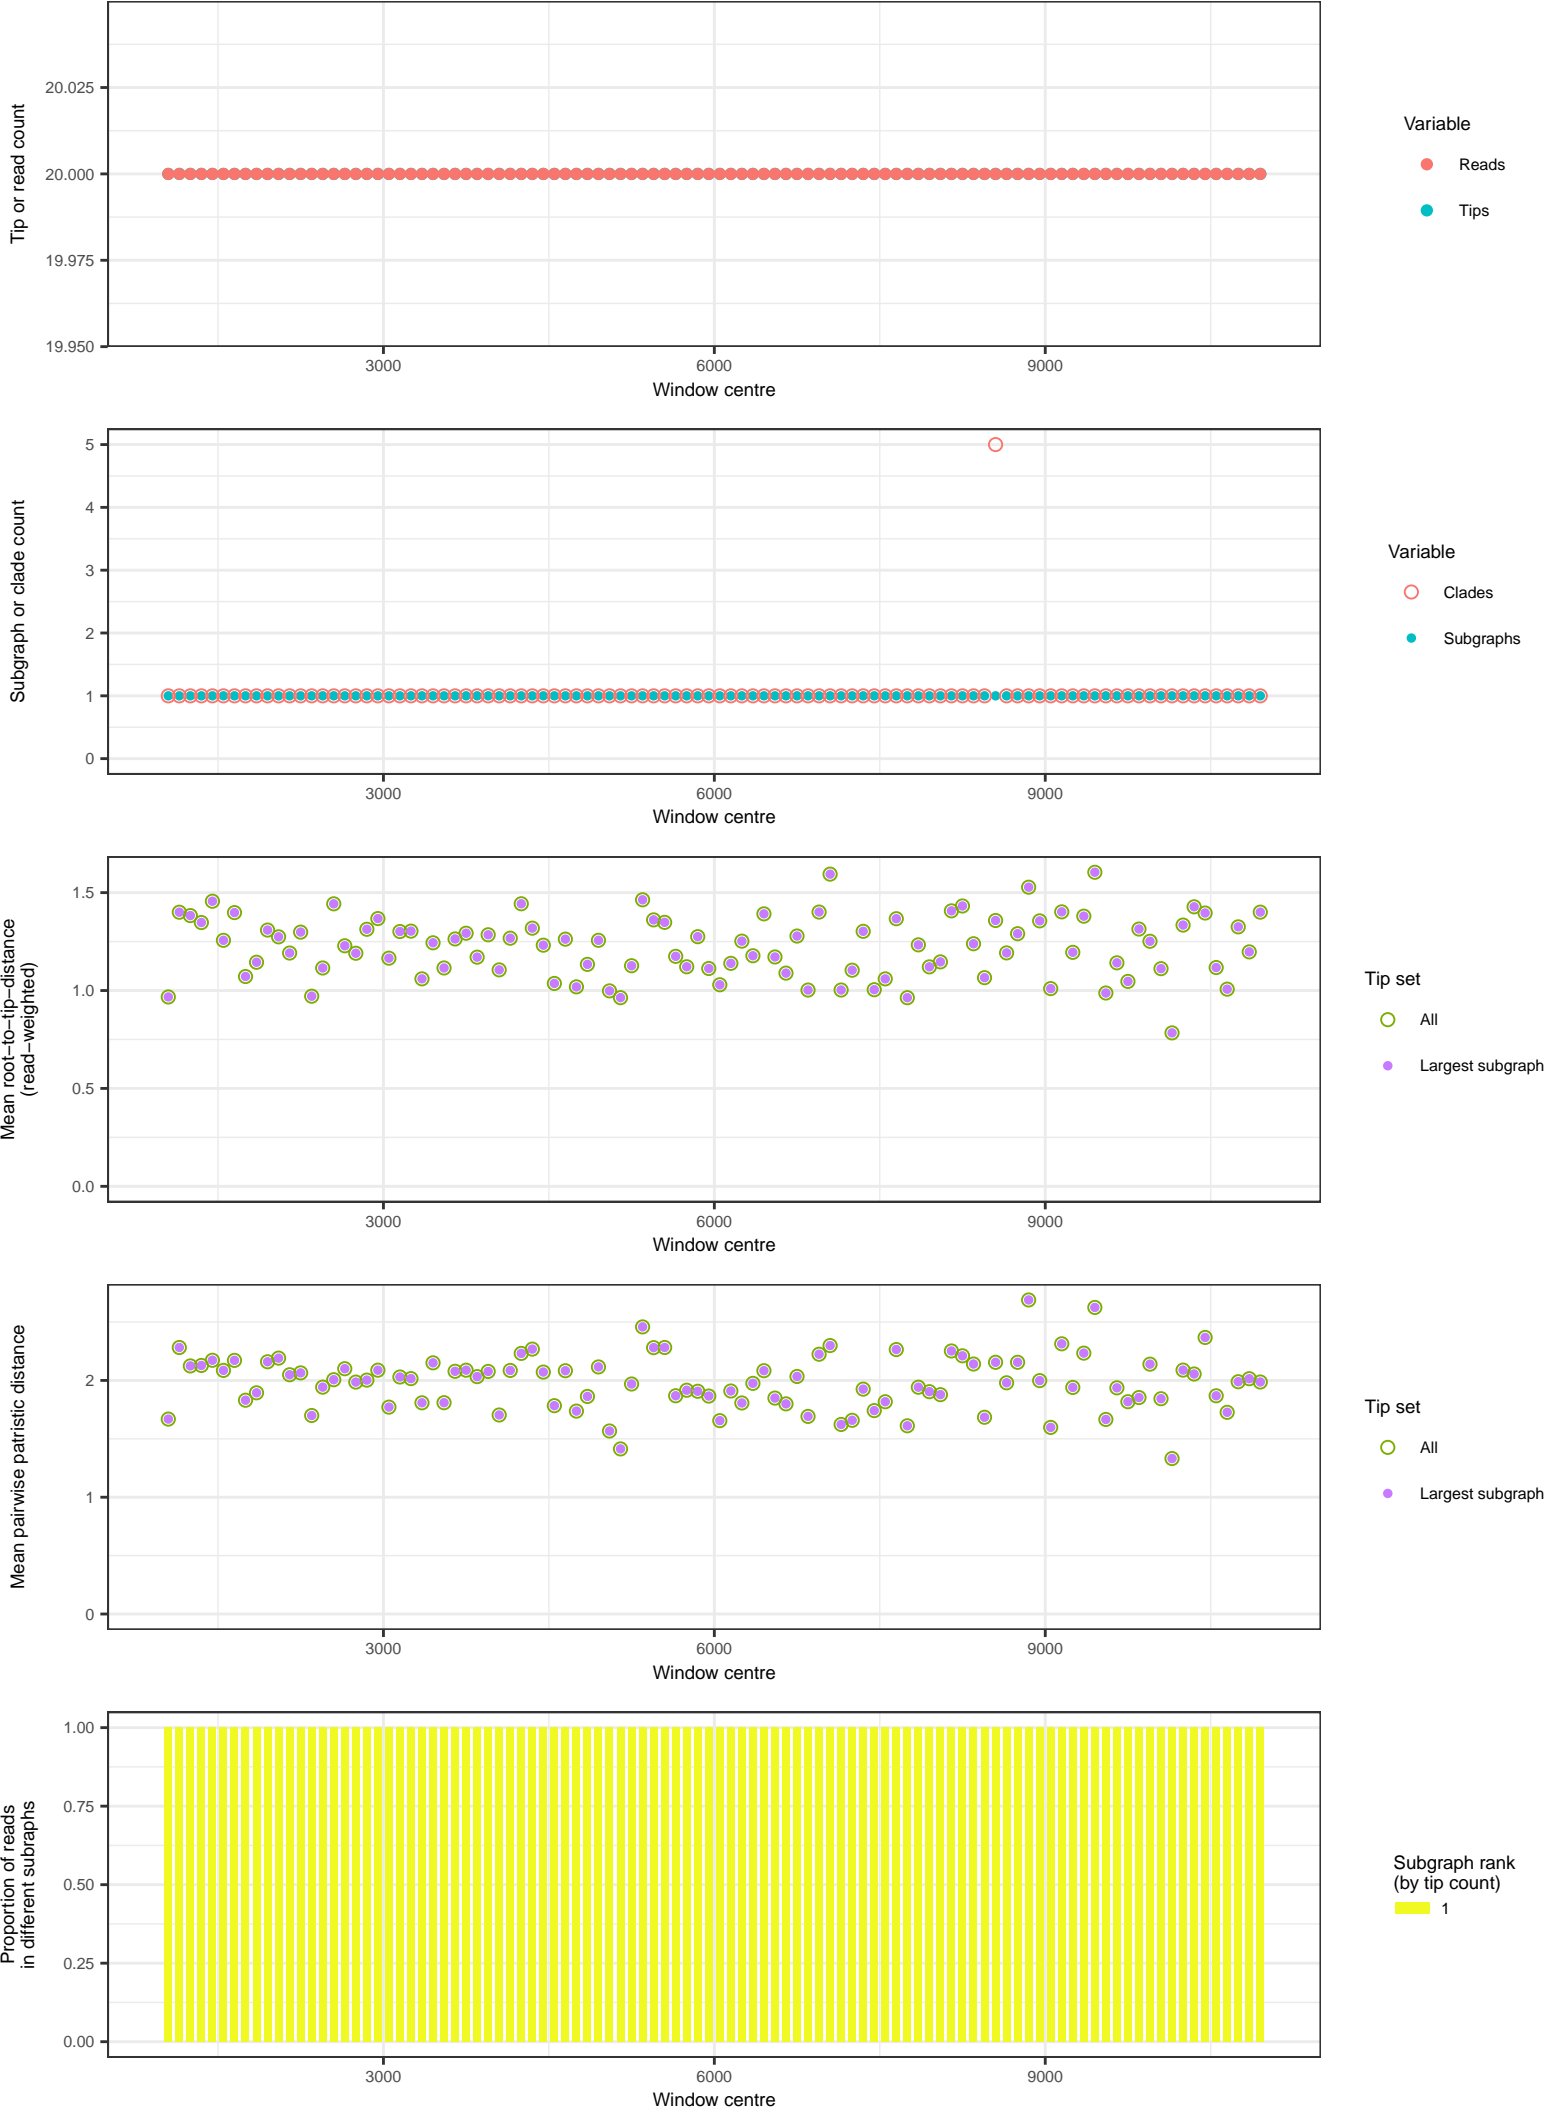 20.025
20.000
19.975
19.950
Tip or read count
3000 6000 9000
Window centre
Variable
Reads
Tips
5
4
3
2
1
0
Subgraph or clade count
3000 6000 9000
Window centre
Variable
Clades
Subgraphs
1.5
1.0
0.5
0.0
Mean root−to−tip−distance
(read−weighted)
3000 6000 9000
Window centre
Tip set
All
Largest subgraph
2
1
0
Mean pairwise patristic distance
3000 6000 9000
Window centre
Tip set
All
Largest subgraph
1.00
0.75
0.50
0.25
0.00
Proportion of reads
in different subraphs
3000 6000 9000
Window centre
Subgraph rank
(by tip count)
1